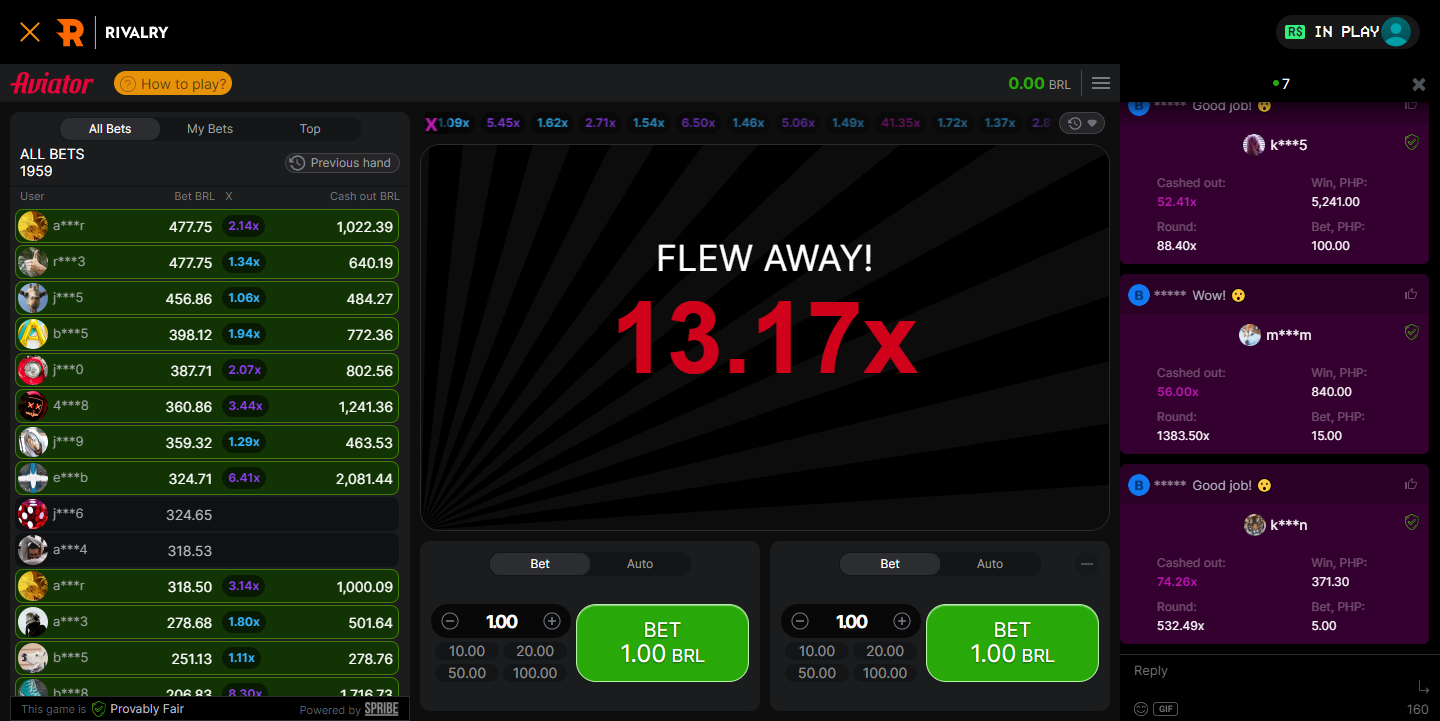 R RIVALRY
R$ IN PLAY
Aviator
? How to play?
0.00 BRL
7
All Bets My Bets Top
ALL BETS
1959
Previous hand
User Bet BRL X Cash out BRL
a***r 477.75 2.14x 1,022.39
r***3 477.75 1.34x 640.19
j***5 456.86 1.06x 484.27
b***5 398.12 1.94x 772.36
j***0 387.71 2.07x 802.56
4***8 360.86 3.44x 1,241.36
j***9 359.32 1.29x 463.53
e***b 324.71 6.41x 2,081.44
j***6 324.65
a***4 318.53
a***r 318.50 3.14x 1,000.09
a***3 278.68 1.80x 501.64
b***5 251.13 1.11x 278.76
b***8 206.83 8.30x 1,716.73
This game is Provably Fair Powered by SPRIBE
X 1.09x 5.45x 1.62x 2.71x 1.54x 6.50x 1.46x 5.06x 1.49x 41.35x 1.72x 1.37x 2.8
FLEW AWAY!
13.17x
Bet Auto
1.00
10.00 20.00
50.00 100.00
BET
1.00 BRL
Bet Auto
1.00
10.00 20.00
50.00 100.00
BET
1.00 BRL
B ***** Good job! 😯
k***5
Cashed out: Win, PHP:
52.41x 5,241.00
Round: Bet, PHP:
88.40x 100.00
B ***** Wow! 😯
m***m
Cashed out: Win, PHP:
56.00x 840.00
Round: Bet, PHP:
1383.50x 15.00
B ***** Good job! 😯
k***n
Cashed out: Win, PHP:
74.26x 371.30
Round: Bet, PHP:
532.49x 5.00
Reply
GIF 160